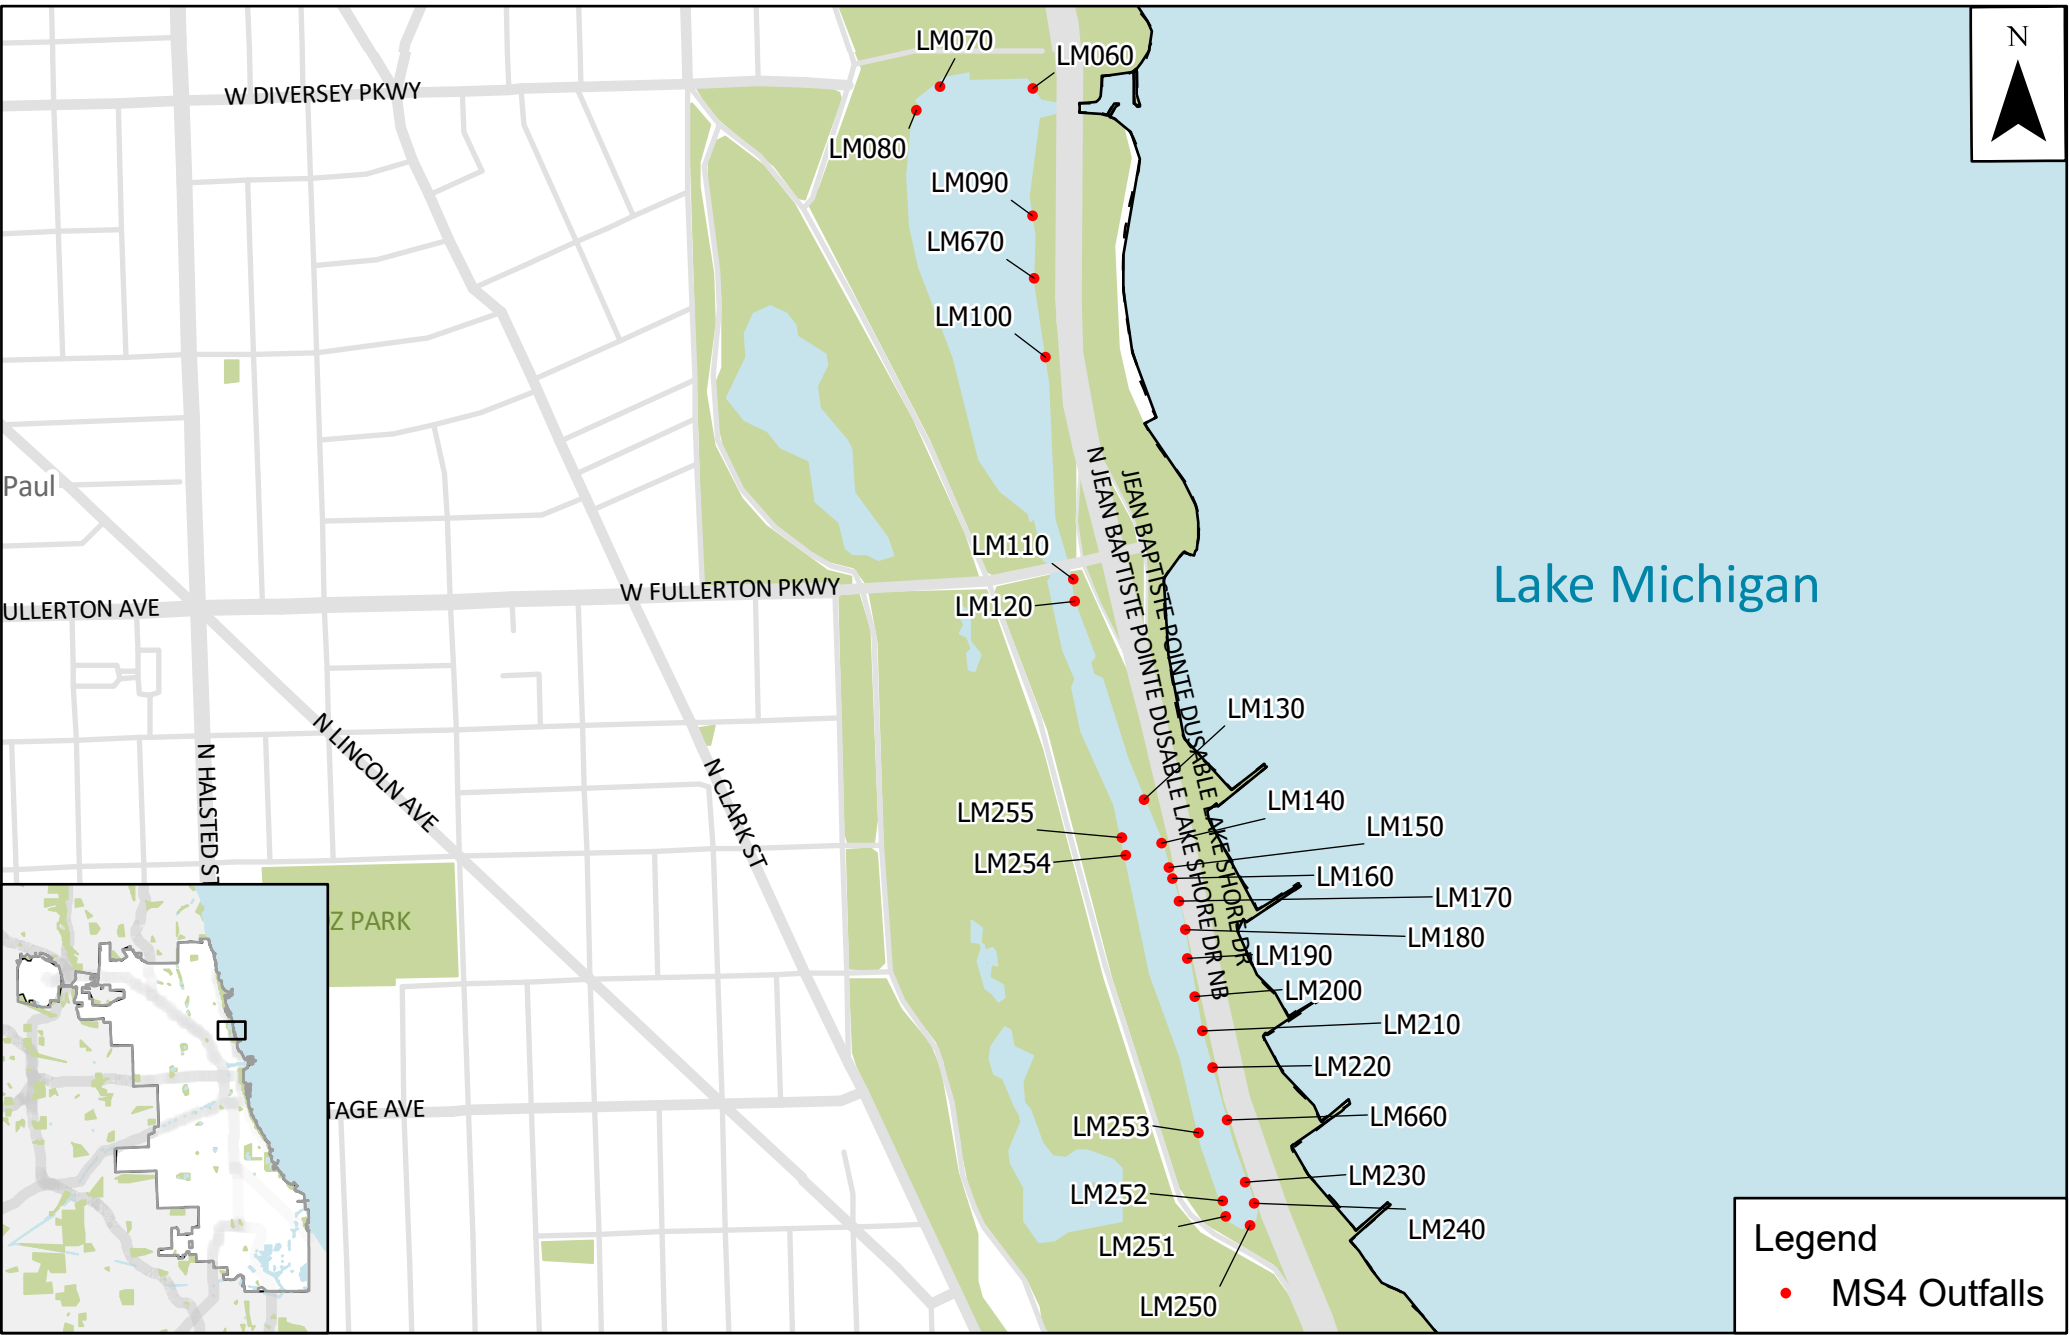 N
LM070
LM060
W DIVERSEY PKWY
LM080
LM090
LM670
LM100
N JEAN BAPTISTE POINTE DUSABLE LAKE SHORE DR NB
JEAN BAPTISTE POINTE DUSABLE LAKE SHORE DR
Paul
LM110
Lake Michigan
W FULLERTON PKWY
ULLERTON AVE
LM120
LM130
N LINCOLN AVE
N HALSTED ST
N CLARK ST
LM255
LM140
LM150
LM254
LM160
LM170
Z PARK
LM180
LM190
LM200
LM210
LM220
TAGE AVE
LM253
LM660
LM230
LM252
LM240
LM251
LM250
Legend
MS4 Outfalls